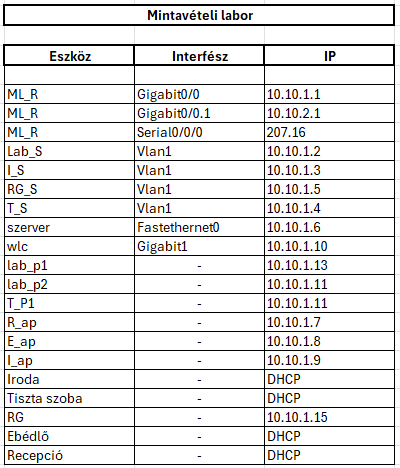 Mintavételi labor
Eszköz Interfész IP
ML_R Gigabit0/0 10.10.1.1
ML_R Gigabit0/0.1 10.10.2.1
ML_R Serial0/0/0 207.16
Lab_S Vlan1 10.10.1.2
I_S Vlan1 10.10.1.3
RG_S Vlan1 10.10.1.5
T_S Vlan1 10.10.1.4
szerver Fastethernet0 10.10.1.6
wlc Gigabit1 10.10.1.10
lab_p1 - 10.10.1.13
lab_p2 - 10.10.1.11
T_P1 - 10.10.1.11
R_ap - 10.10.1.7
E_ap - 10.10.1.8
I_ap - 10.10.1.9
Iroda - DHCP
Tiszta szoba - DHCP
RG - 10.10.1.15
Ebédlő - DHCP
Recepció - DHCP